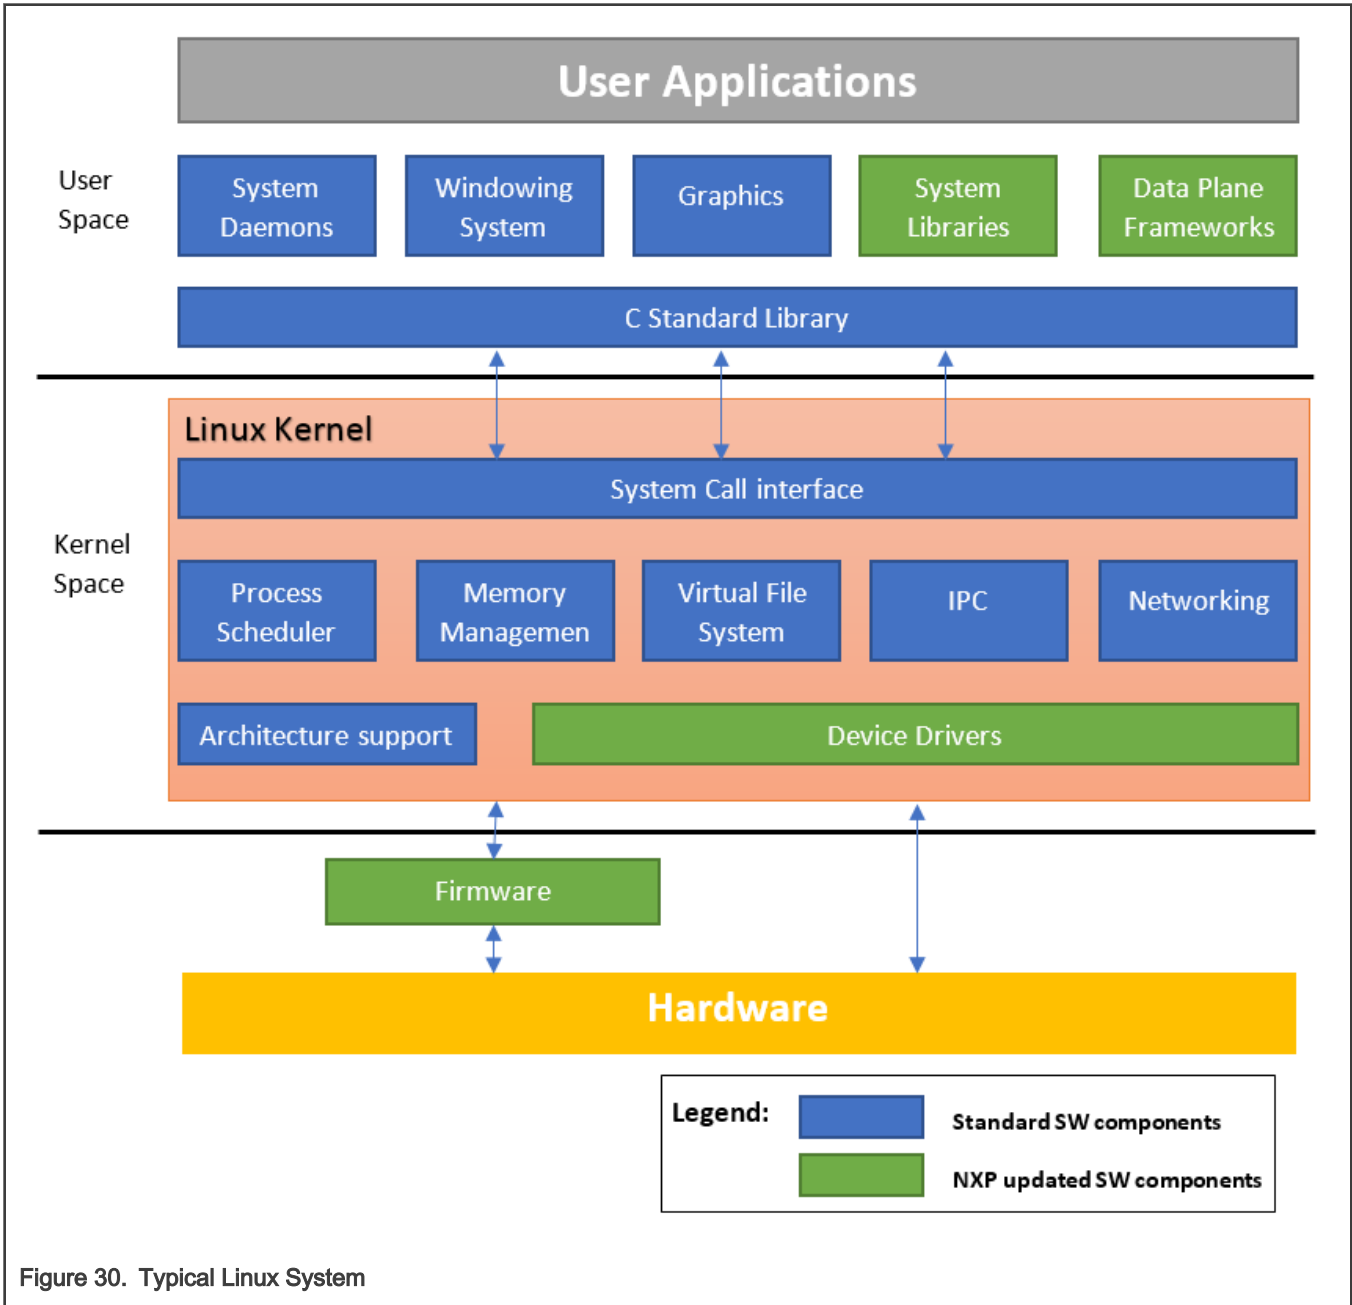 User Applications
User
Space
System
Daemons
Windowing
System
Graphics
System
Libraries
Data Plane
Frameworks
C Standard Library
Linux Kernel
System Call interface
Kernel
Space
Process
Scheduler
Memory
Managemen
Virtual File
System
IPC
Networking
Architecture support
Device Drivers
Firmware
Hardware
Legend:
Standard SW components
NXP updated SW components
Figure 30. Typical Linux System